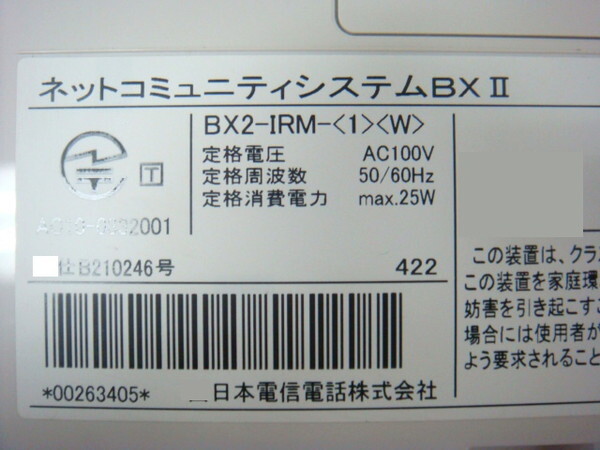 ネットコミュニティシステムBXⅡ
BX2-IRM-<1><W>
定格電圧 AC100V
定格周波数 50/60Hz
定格消費電力 max.25W
T
2001
仕B210246号 422
*00263405* 日本電信電話株式会社
この装置は、クラ
この装置を家庭環
妨害を引き起こすこ
場合には使用者が
よう要求されること